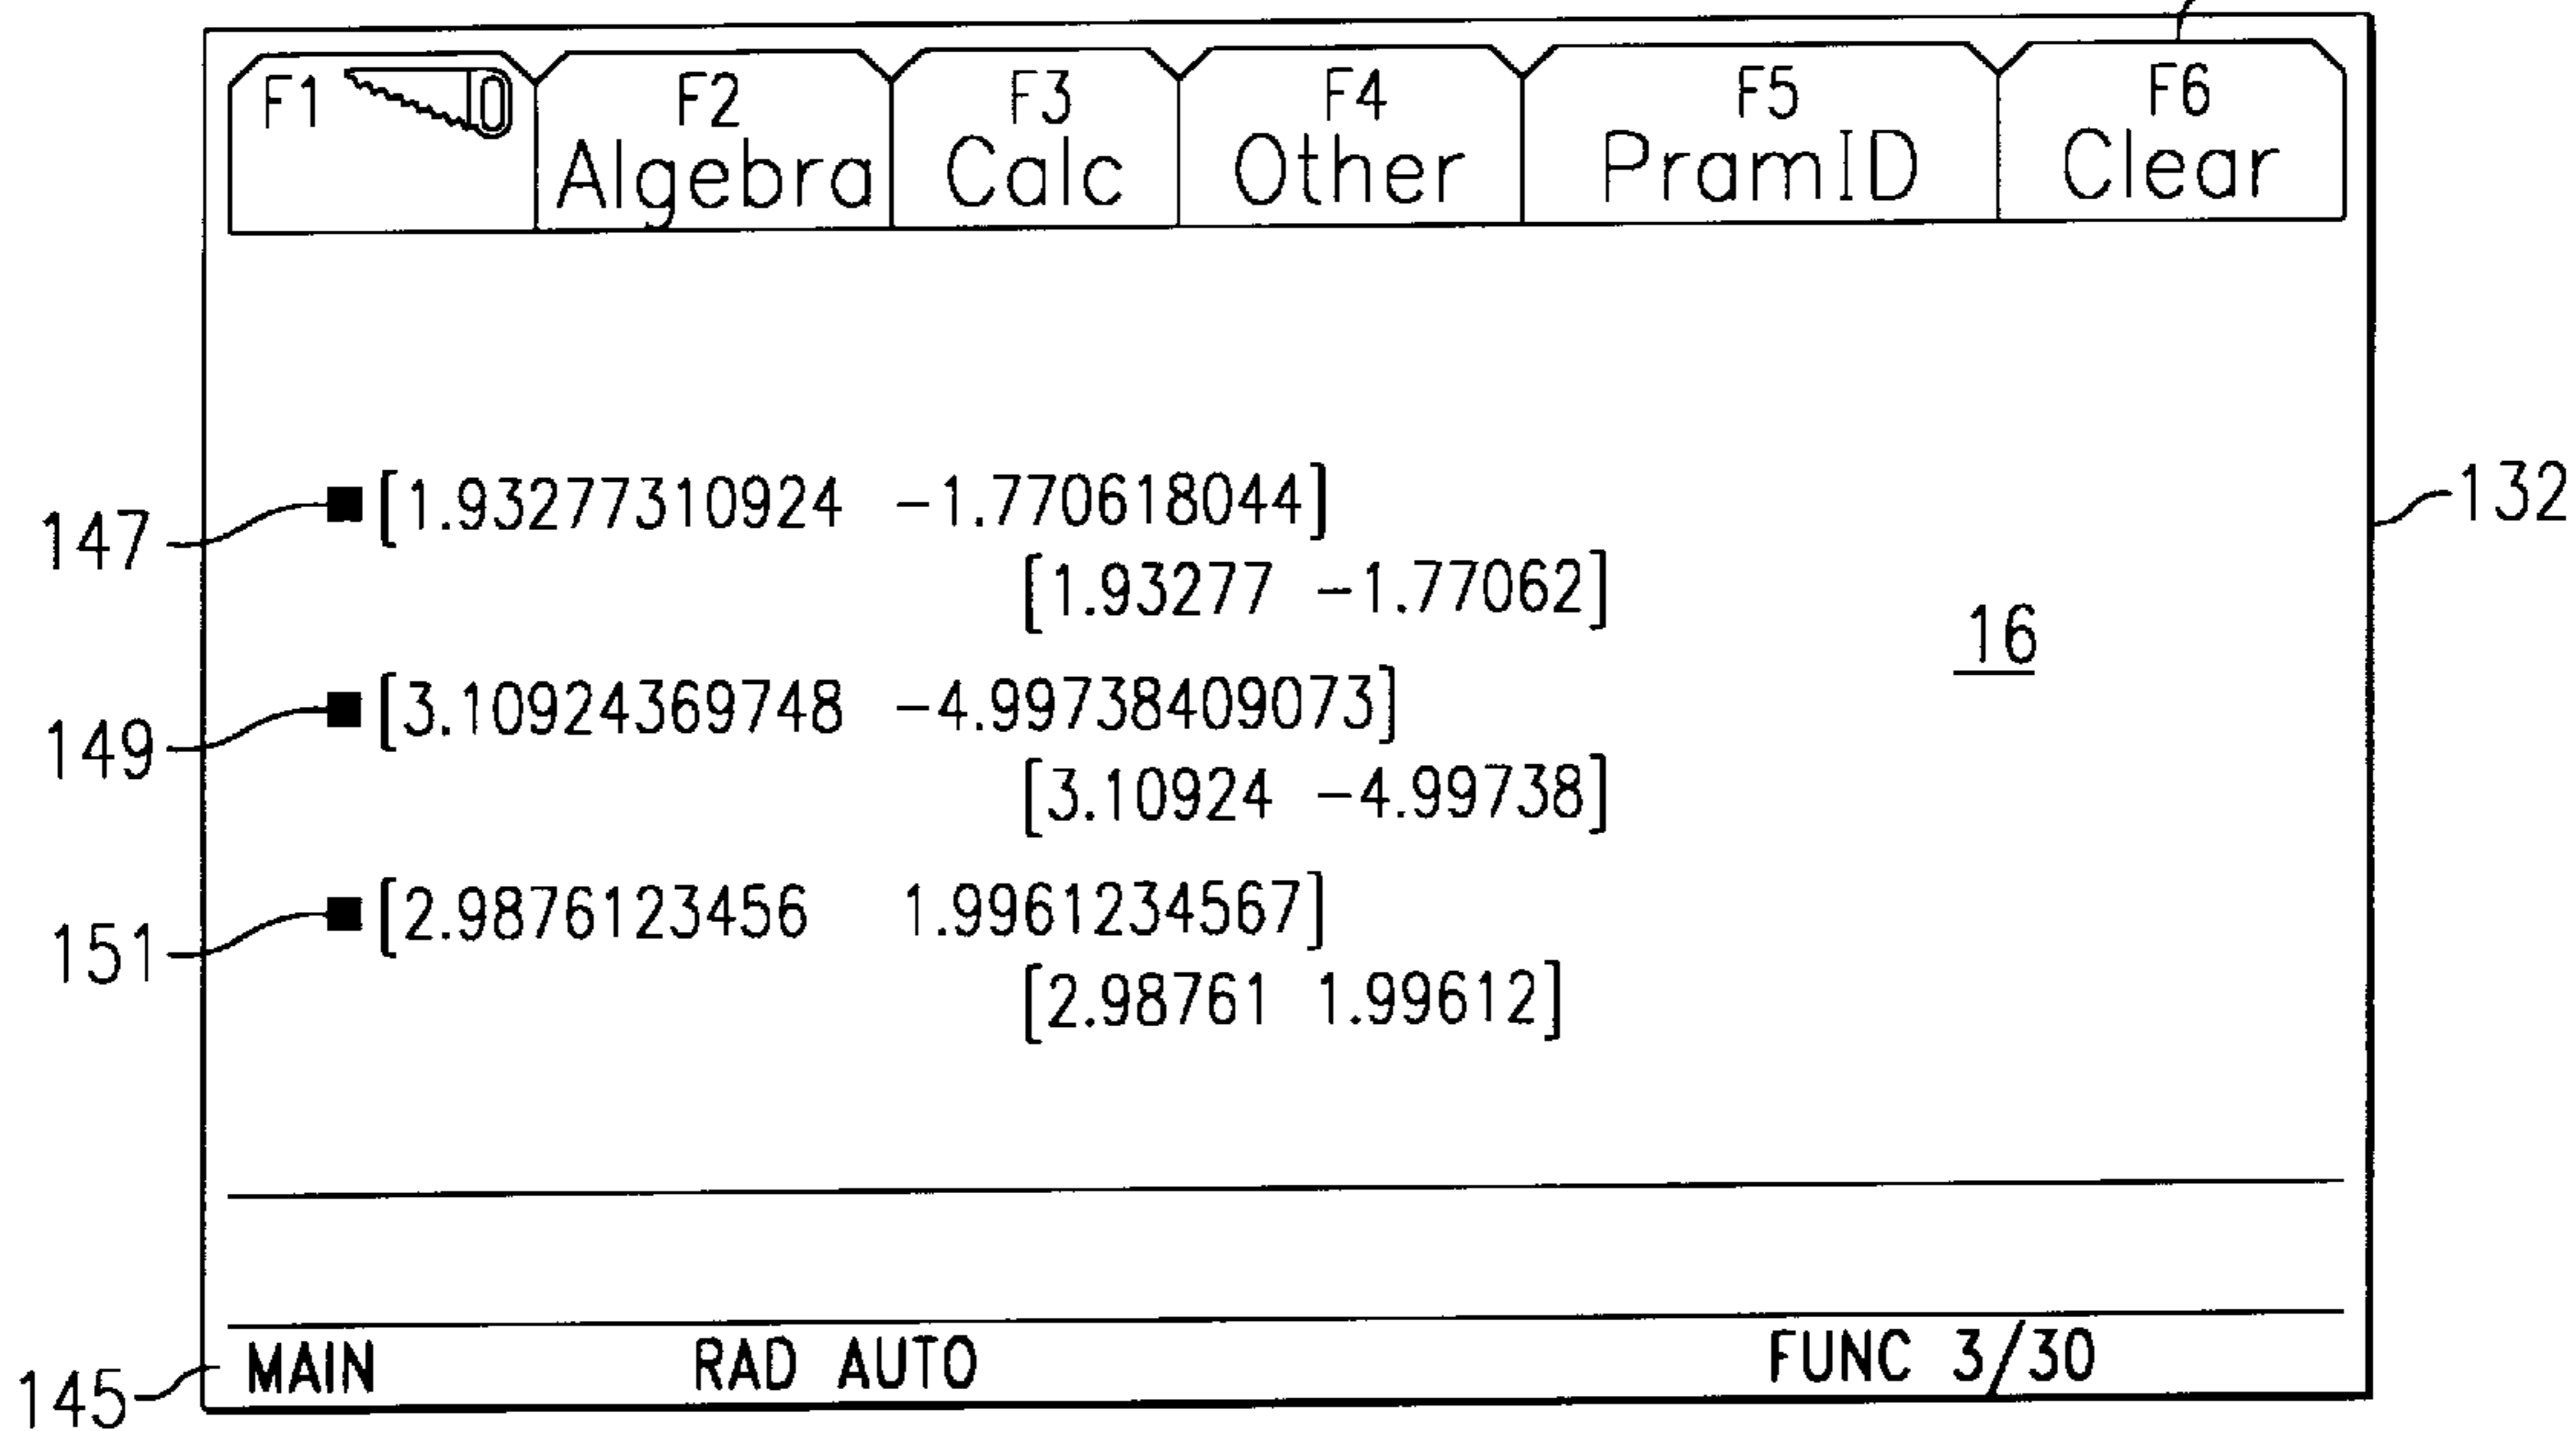 F1 F2 F3 F4 F5 F6
Algebra Calc Other PramID Clear
147 [1.93277310924 -1.770618044] 132
[1.93277 -1.77062]
16
149 [3.10924369748 -4.99738409073]
[3.10924 -4.99738]
151 [2.9876123456 1.9961234567]
[2.98761 1.99612]
145 MAIN RAD AUTO FUNC 3/30